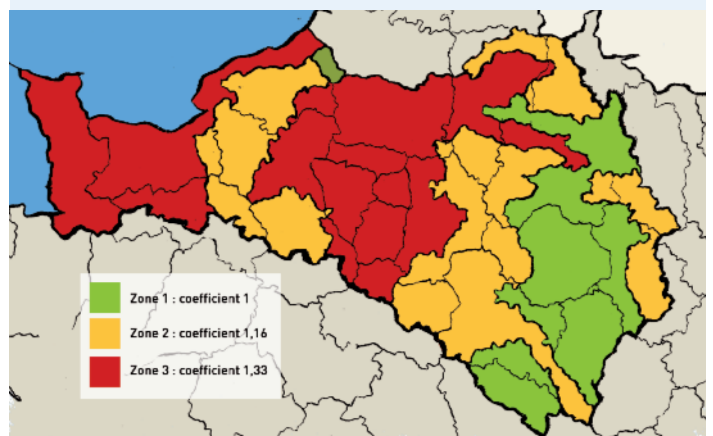 Zone 1 : coefficient 1
Zone 2 : coefficient 1,16
Zone 3 : coefficient 1,33